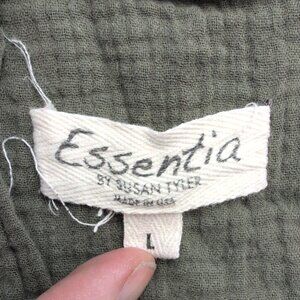 Essentia
BY SUSAN TYLER
MADE IN USA
L